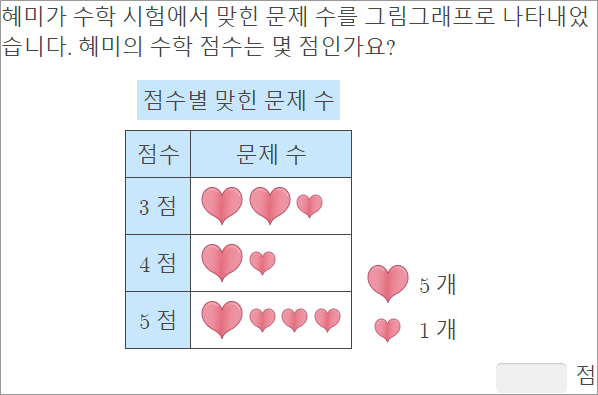 혜미가 수학 시험에서 맞힌 문제 수를 그림그래프로 나타내었
습니다. 혜미의 수학 점수는 몇 점인가요?
점수별 맞힌 문제 수
점수 문제 수
3 점
4 점
5 점
5 개
1 개
점